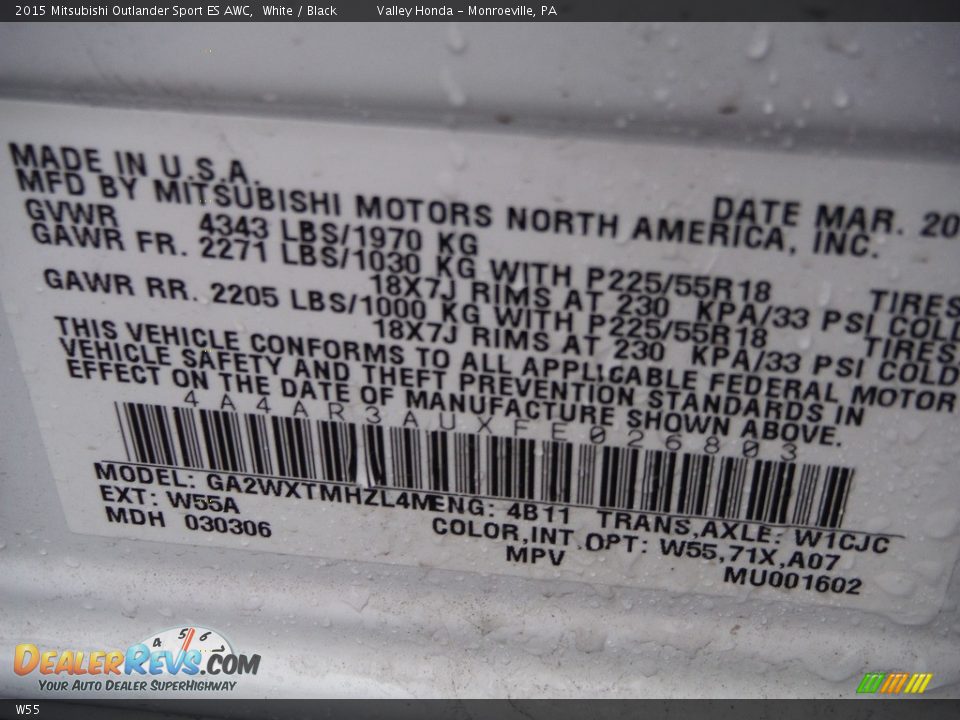 2015 Mitsubishi Outlander Sport ES AWC, White / Black Valley Honda - Monroeville, PA
MADE IN U.S.A. DATE MAR. 20
MFD BY MITSUBISHI MOTORS NORTH AMERICA, INC.
GVWR 4343 LBS/1970 KG
GAWR FR. 2271 LBS/1030 KG WITH P225/55R18 TIRES
18X7J RIMS AT 230 KPA/33 PSI COLD
GAWR RR. 2205 LBS/1000 KG WITH P225/55R18 TIRES
18X7J RIMS AT 230 KPA/33 PSI COLD
THIS VEHICLE CONFORMS TO ALL APPLICABLE FEDERAL MOTOR
VEHICLE SAFETY AND THEFT PREVENTION STANDARDS IN
EFFECT ON THE DATE OF MANUFACTURE SHOWN ABOVE.
4A4AR3AUXFE026803
MODEL: GA2WXTMHZL4M ENG: 4B11 TRANS,AXLE: W1CJC
EXT: W55A COLOR,INT.OPT: W55,71X,A07
MDH 030306 MPV MU001602
4 5 6
DEALERREVS.COM
YOUR AUTO DEALER SUPERHIGHWAY
W55